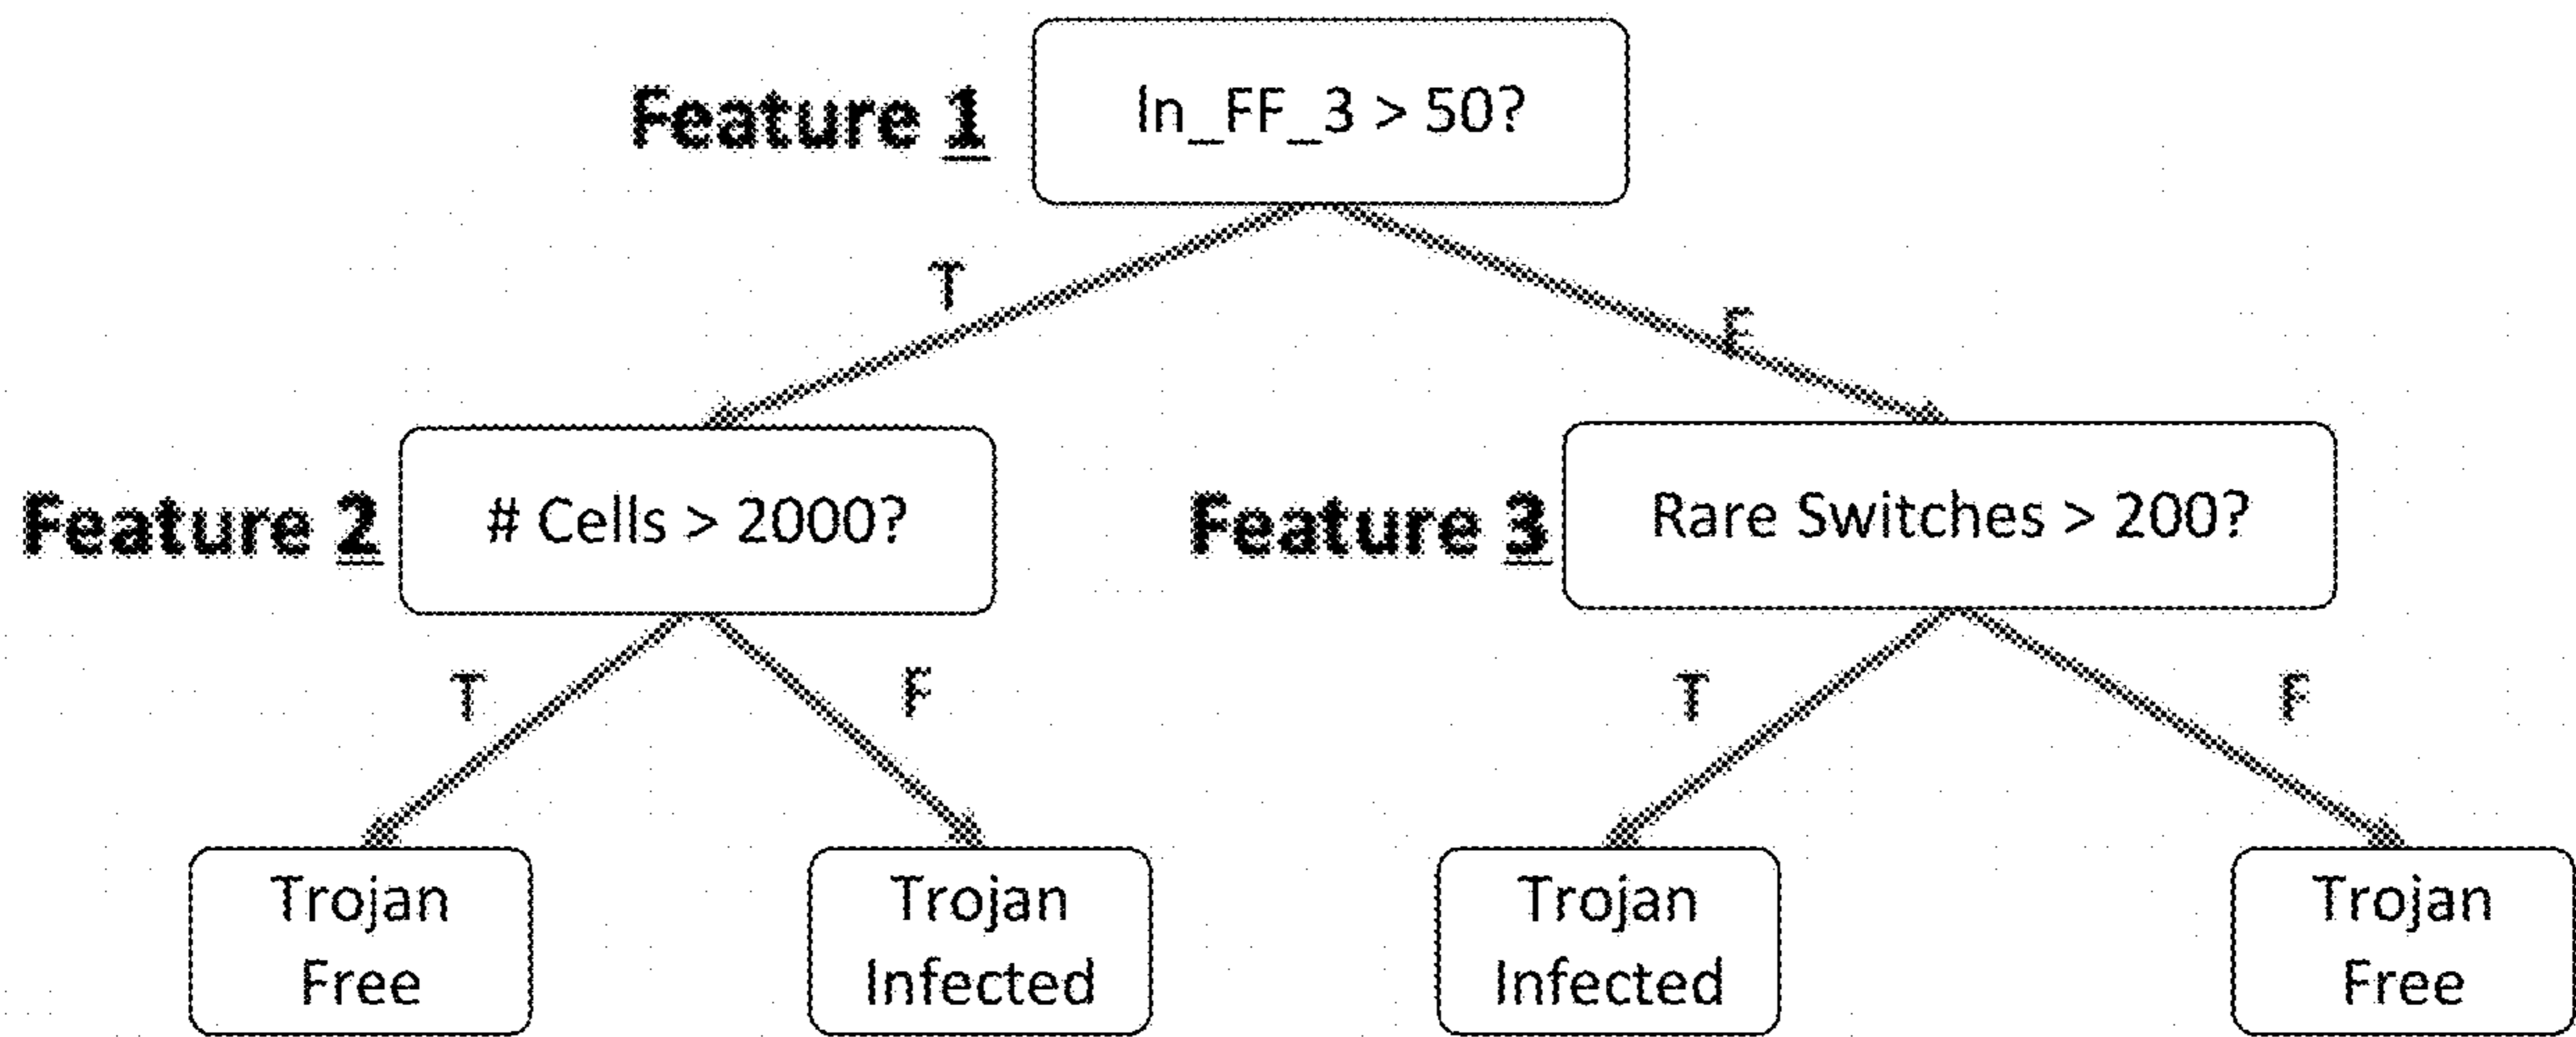 Feature 1
In_FF_3 > 50?
T
F
Feature 2
# Cells > 2000?
Feature 3
Rare Switches > 200?
T
F
T
F
Trojan
Free
Trojan
Infected
Trojan
Infected
Trojan
Free